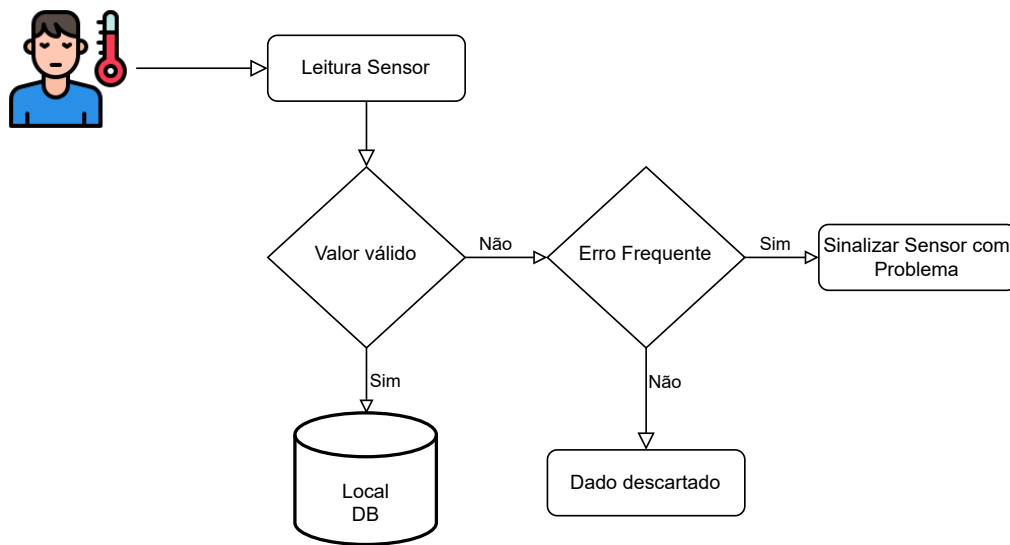 Leitura Sensor
Valor válido
Não
Erro Frequente
Sim
Sinalizar Sensor com
Problema
Sim
Não
Local
DB
Dado descartado